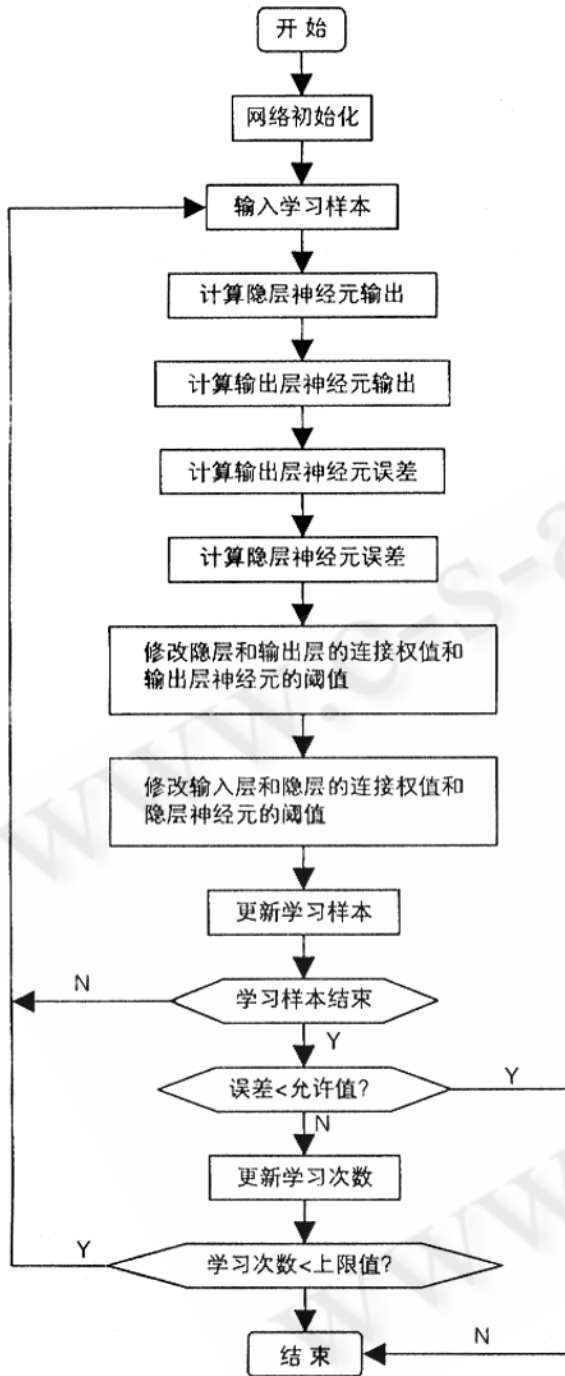 开 始
网络初始化
输入学习样本
计算隐层神经元输出
计算输出层神经元输出
计算输出层神经元误差
计算隐层神经元误差
修改隐层和输出层的连接权值和
输出层神经元的阈值
修改输入层和隐层的连接权值和
隐层神经元的阈值
更新学习样本
N
学习样本结束
Y
误差<允许值?
Y
N
更新学习次数
Y
学习次数<上限值?
N
结 束
www.c-s-a
www